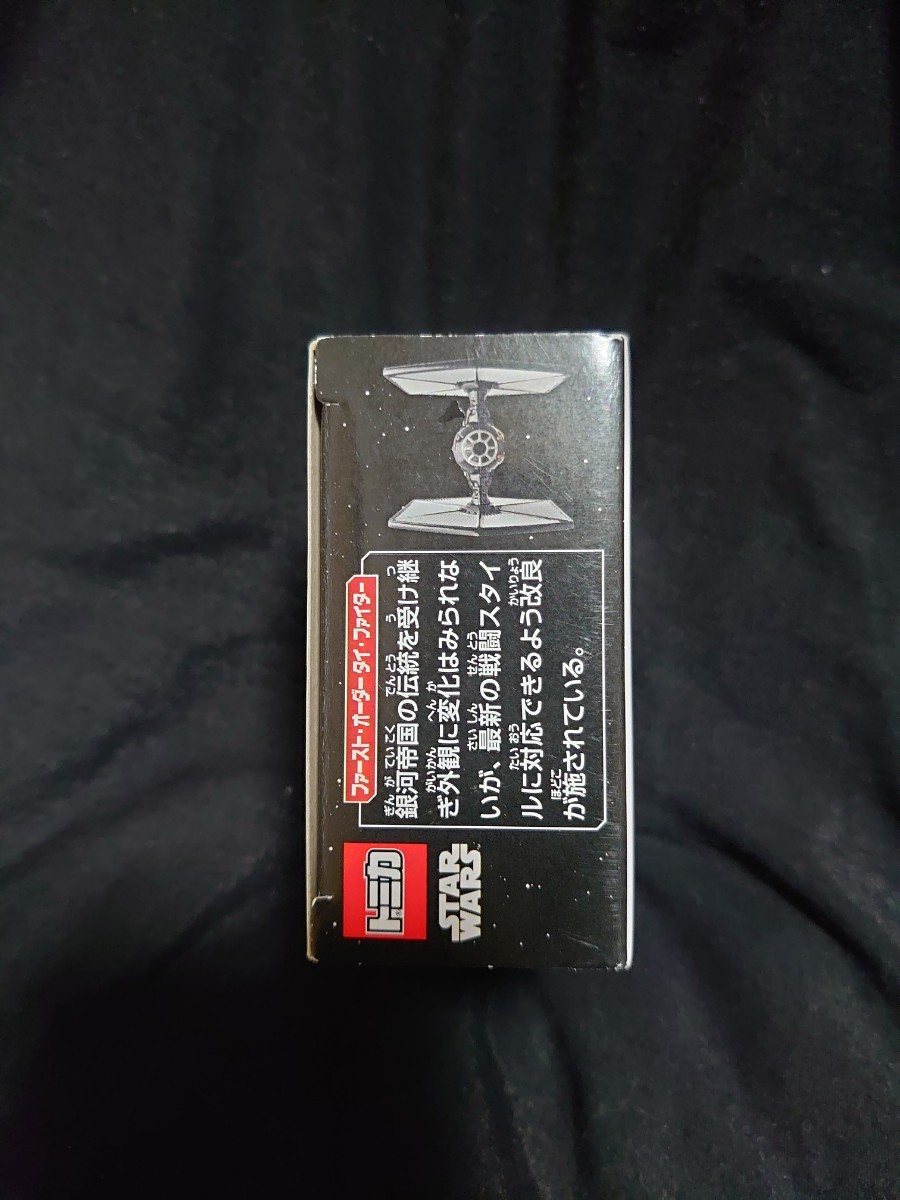 トミカ®
STAR
WARS™
ファースト・オーダー タイ・ファイター
銀河帝国の伝統を受け継
ぎ外観に変化はみられな
いが、最新の戦闘スタイ
ルに対応できるよう改良
が施されている。